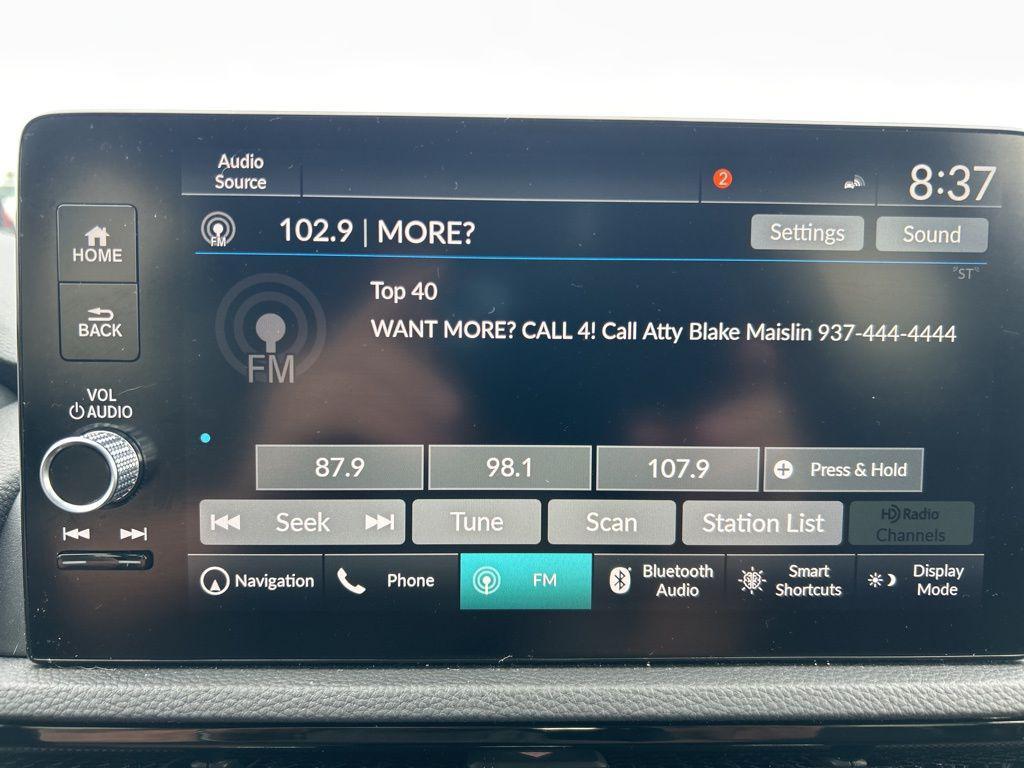 Audio
Source
2
8:37
HOME
FM
102.9 | MORE?
Settings
Sound
"ST"
Top 40
BACK
WANT MORE? CALL 4! Call Atty Blake Maislin 937-444-4444
FM
VOL
AUDIO
87.9
98.1
107.9
Press & Hold
Seek
Tune
Scan
Station List
HD Radio
Channels
Navigation
Phone
FM
Bluetooth
Audio
Smart
Shortcuts
Display
Mode